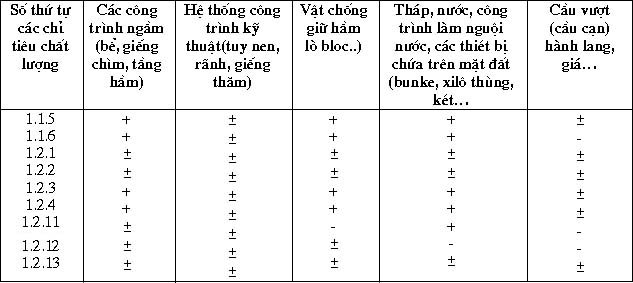 Số thứ tự
các chỉ
tiêu chất
lượng
Các công
trình ngầm
(bể, giếng
chìm, tầng
hầm)
Hệ thống công
trình kỹ
thuật(tuy nen,
rãnh, giếng
thăm)
Vật chống
giữ hầm
lò bloc..)
Tháp, nước, công
trình làm nguội
nước, các thiết bị
chứa trên mặt đất
(bunke, xilô thùng,
két…
Cầu vượt
(cầu cạn)
hành lang,
giá…
1.1.5 + ± + + ±
1.1.6 + ± + + -
1.2.1 ± ± ± ± ±
1.2.2 ± ± ± ± ±
1.2.3 + ± + + ±
1.2.4 + ± + + ±
1.2.11 ± ± - + -
1.2.12 ± ± ± - -
1.2.13 ± ± ± ± ±